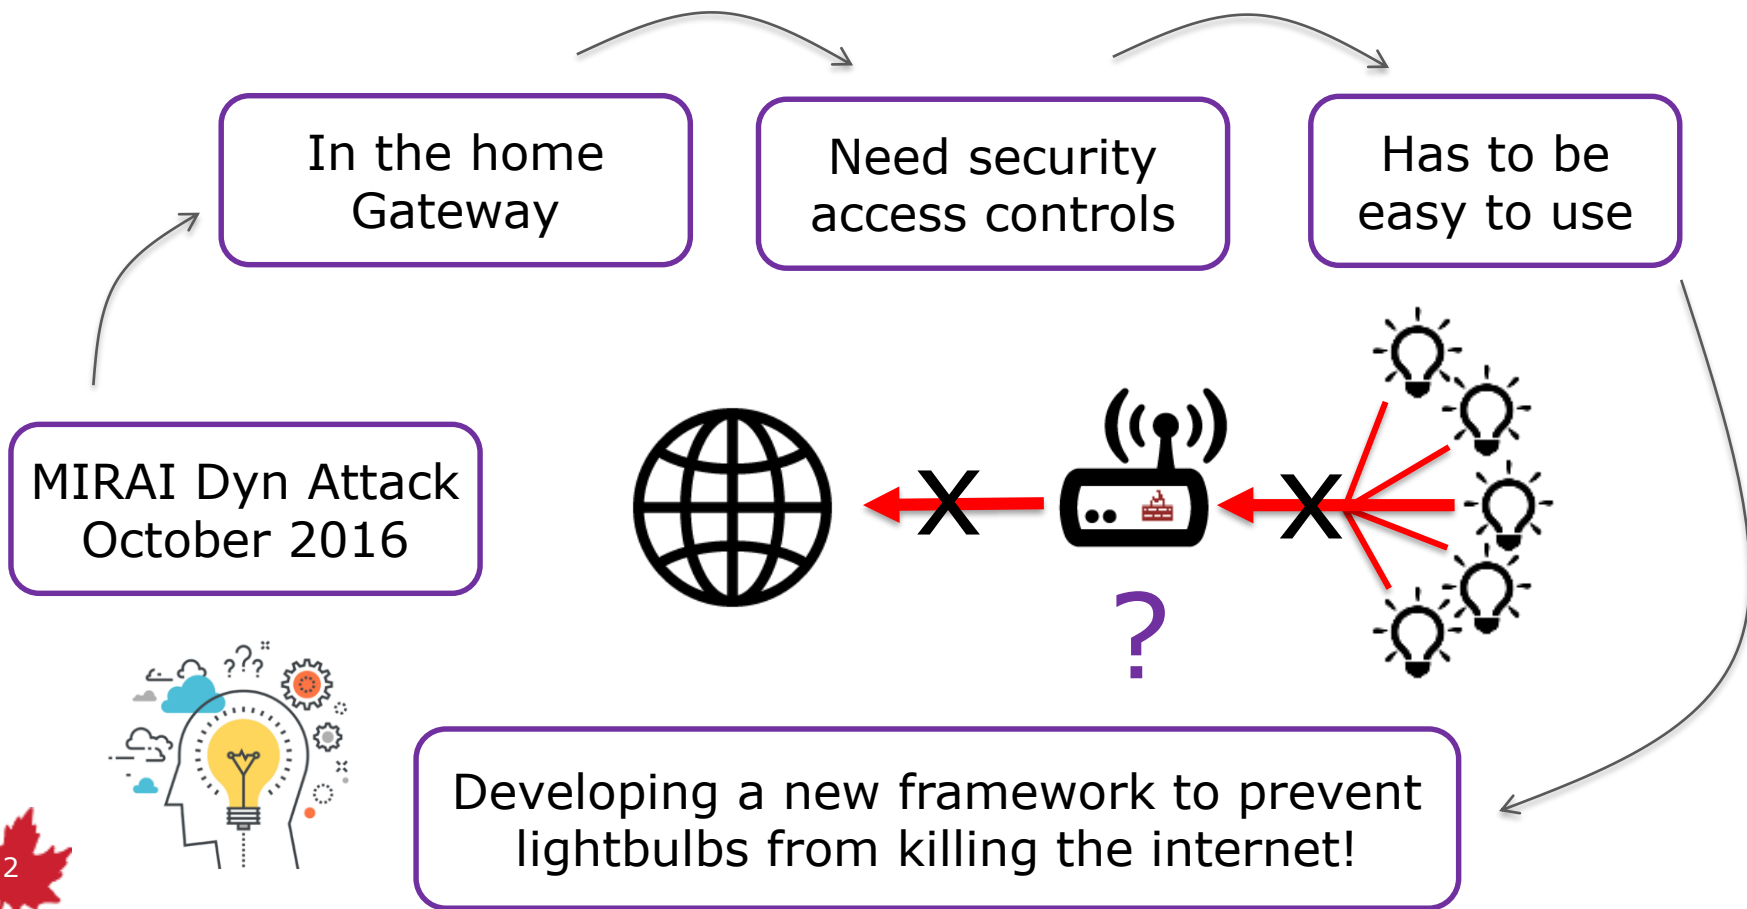 In the home
Gateway
Need security
access controls
Has to be
easy to use
MIRAI Dyn Attack
October 2016
X
X
?
???
Developing a new framework to prevent
lightbulbs from killing the internet!
2